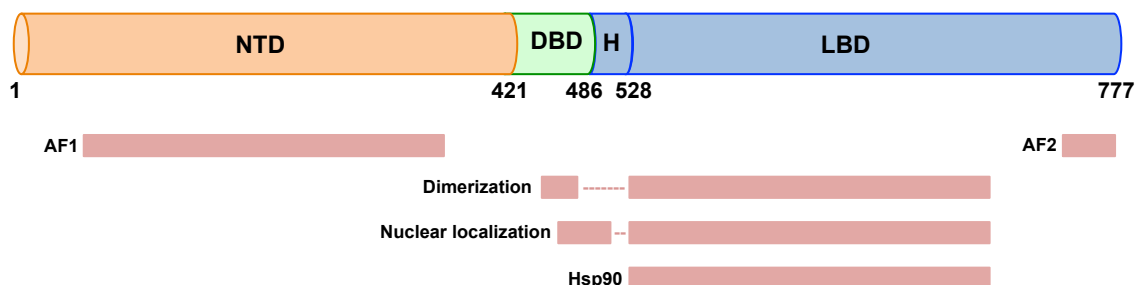 NTD DBD H LBD
1 421 486 528 777
AF1 AF2
Dimerization
Nuclear localization
Hsp90